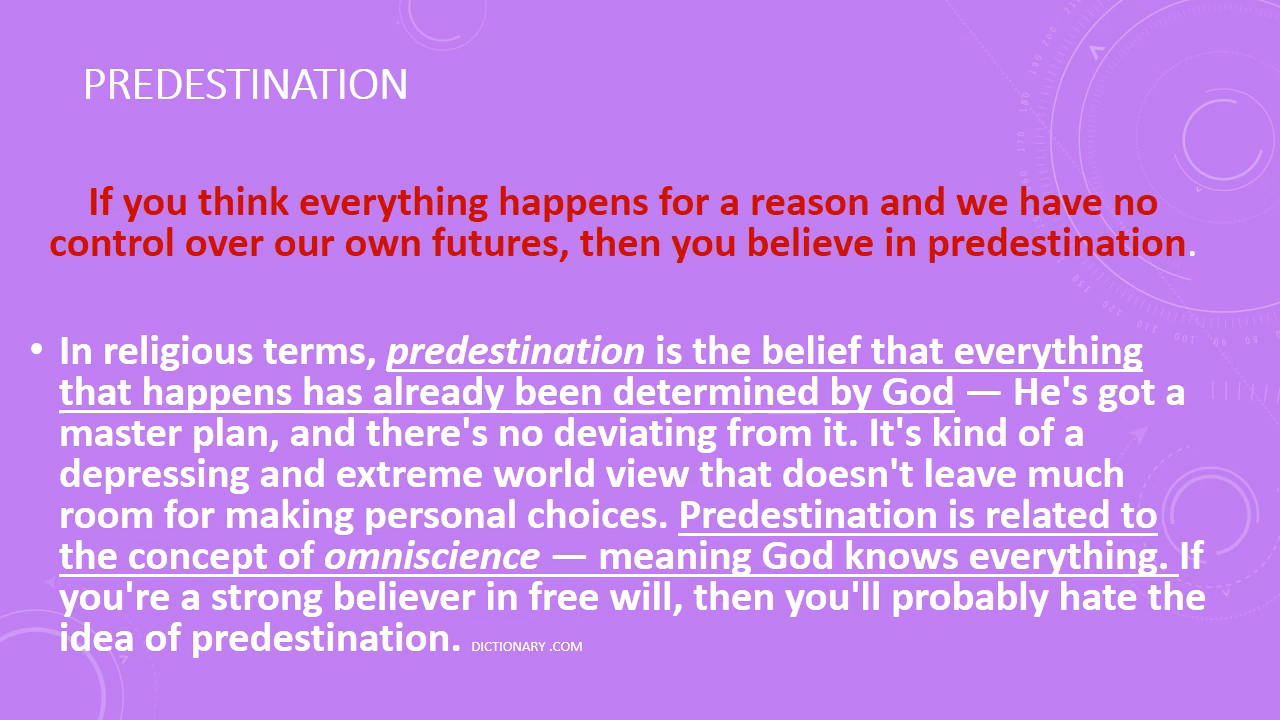 PREDESTINATION
If you think everything happens for a reason and we have no
control over our own futures, then you believe in predestination.
• In religious terms, predestination is the belief that everything
that happens has already been determined by God — He's got a
master plan, and there's no deviating from it. It's kind of a
depressing and extreme world view that doesn't leave much
room for making personal choices. Predestination is related to
the concept of omniscience — meaning God knows everything. If
you're a strong believer in free will, then you'll probably hate the
idea of predestination. DICTIONARY .COM